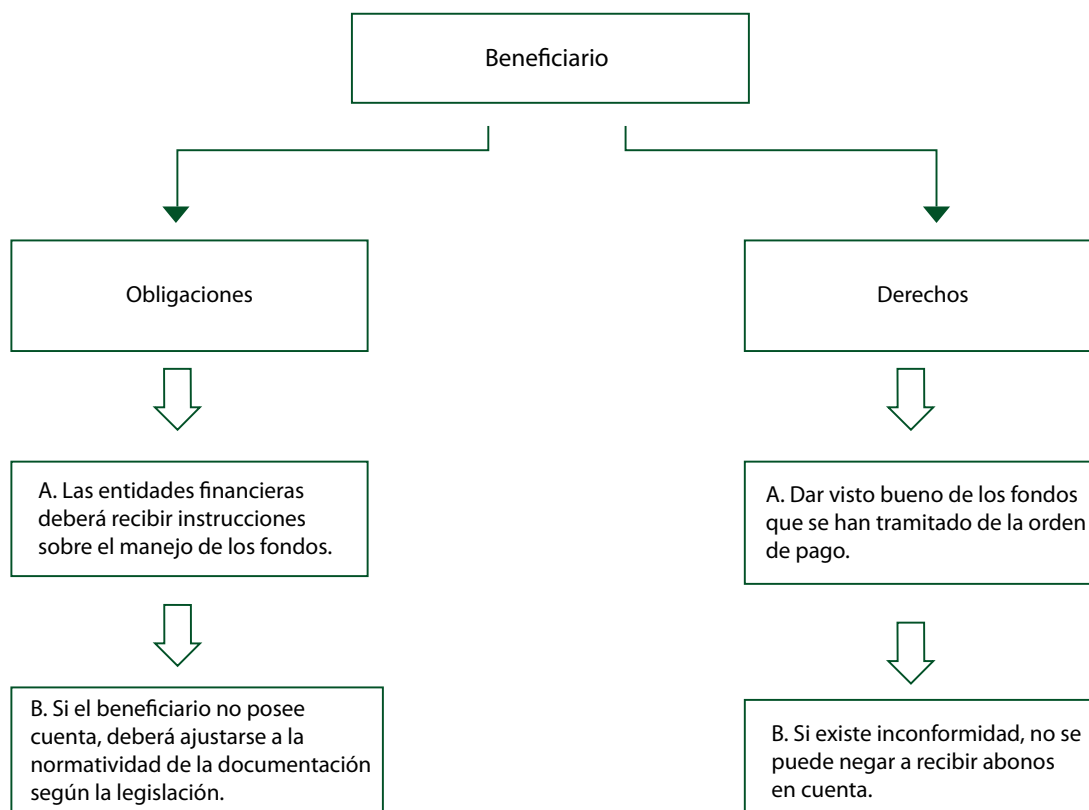 Beneficiario
Obligaciones
Derechos
A. Las entidades financieras
deberá recibir instrucciones
sobre el manejo de los fondos.
A. Dar visto bueno de los fondos
que se han tramitado de la orden
de pago.
B. Si el beneficiario no posee
cuenta, deberá ajustarse a la
normatividad de la documentación
según la legislación.
B. Si existe inconformidad, no se
puede negar a recibir abonos
en cuenta.